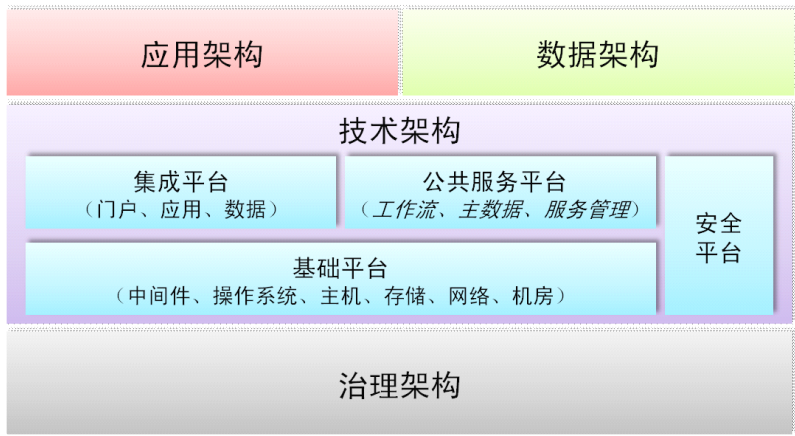 应用架构
数据架构
技术架构
集成平台
（门户、应用、数据）
公共服务平台
（工作流、主数据、服务管理）
安全
平台
基础平台
（中间件、操作系统、主机、存储、网络、机房）
治理架构